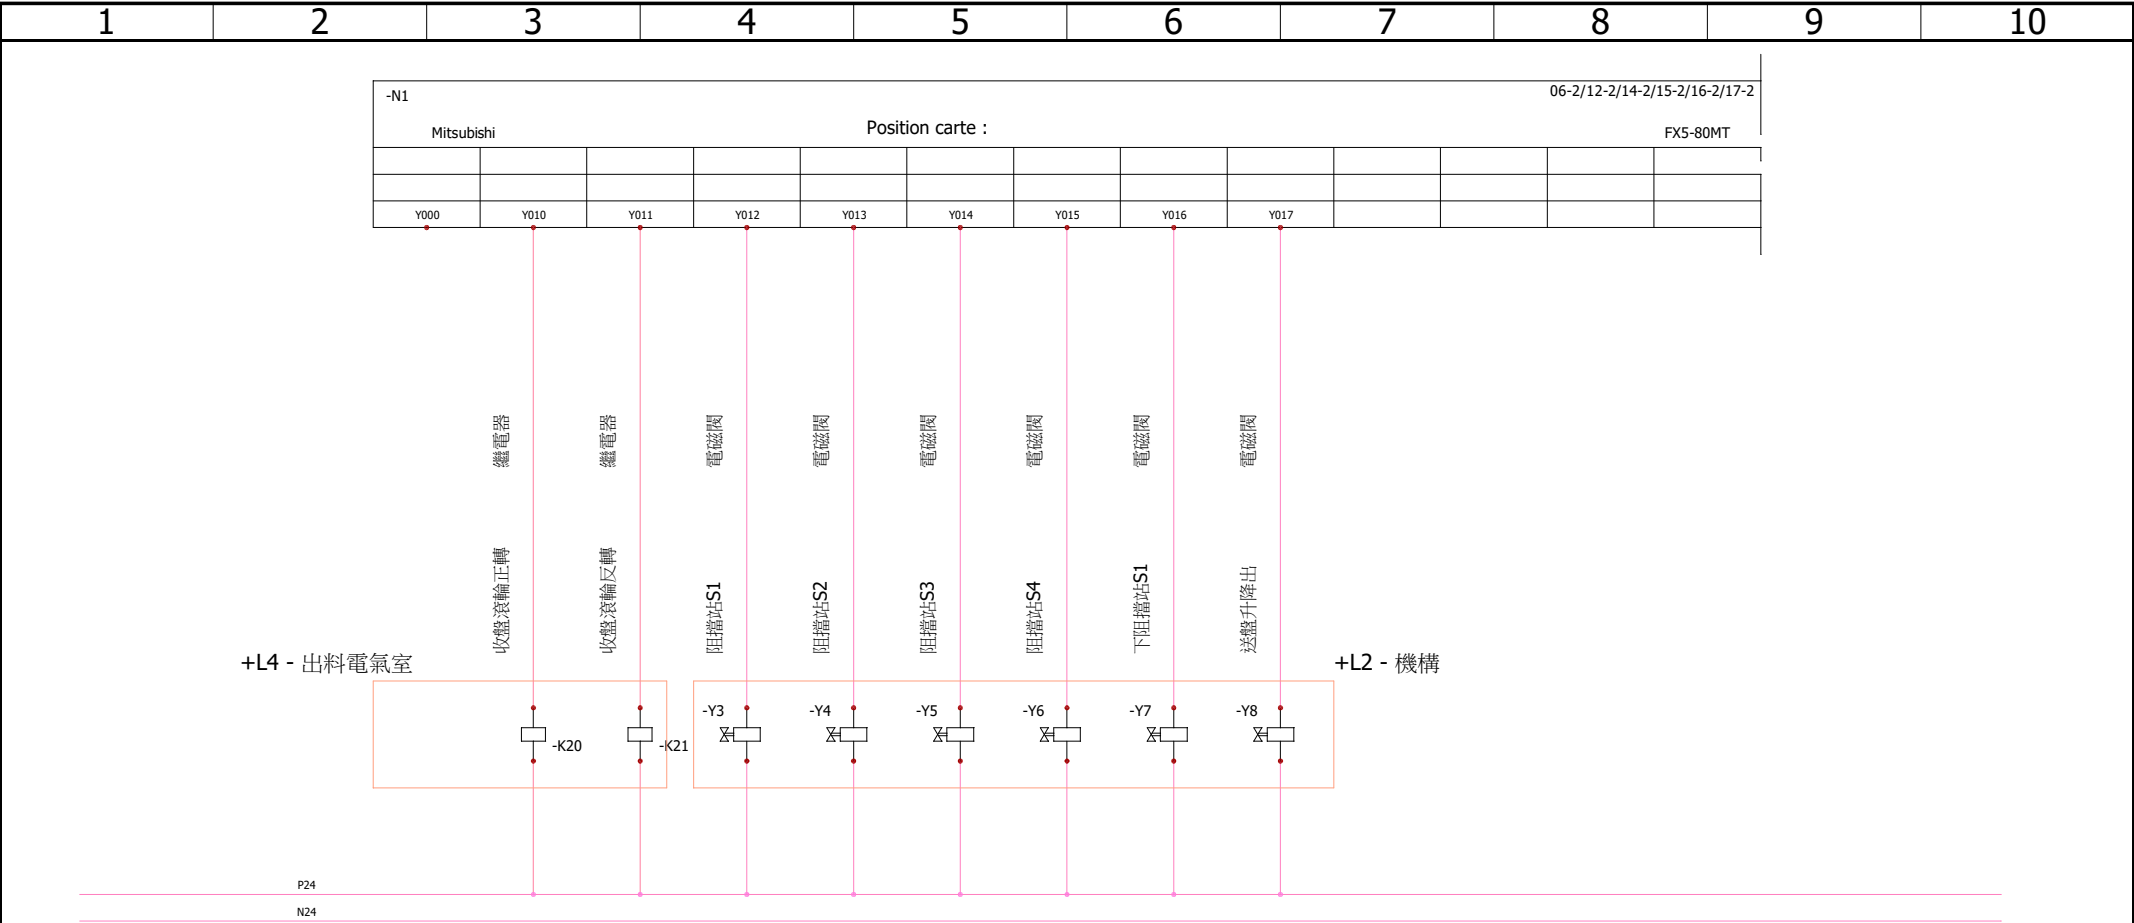 1 2 3 4 5 6 7 8 9 10
-N1 06-2/12-2/14-2/15-2/16-2/17-2
Mitsubishi Position carte : FX5-80MT
Y000 Y010 Y011 Y012 Y013 Y014 Y015 Y016 Y017
繼電器 繼電器 電磁閥 電磁閥 電磁閥 電磁閥 電磁閥 電磁閥
收盤滾輪正轉 收盤滾輪反轉 阻擋站S1 阻擋站S2 阻擋站S3 阻擋站S4 下阻擋站S1 送盤升降出
+L4 - 出料電氣室 +L2 - 機構
-Y3 -Y4 -Y5 -Y6 -Y7 -Y8
-K20 -K21
P24
N24